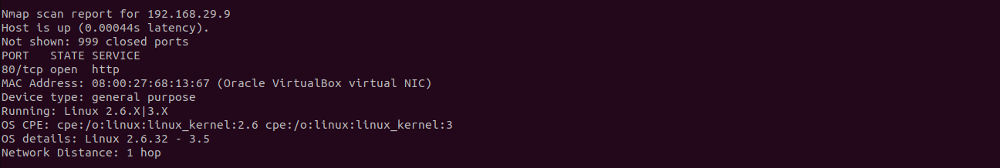 Nmap scan report for 192.168.29.9
Host is up (0.00044s latency).
Not shown: 999 closed ports
PORT   STATE SERVICE
80/tcp open  http
MAC Address: 08:00:27:68:13:67 (Oracle VirtualBox virtual NIC)
Device type: general purpose
Running: Linux 2.6.X|3.X
OS CPE: cpe:/o:linux:linux_kernel:2.6 cpe:/o:linux:linux_kernel:3
OS details: Linux 2.6.32 - 3.5
Network Distance: 1 hop